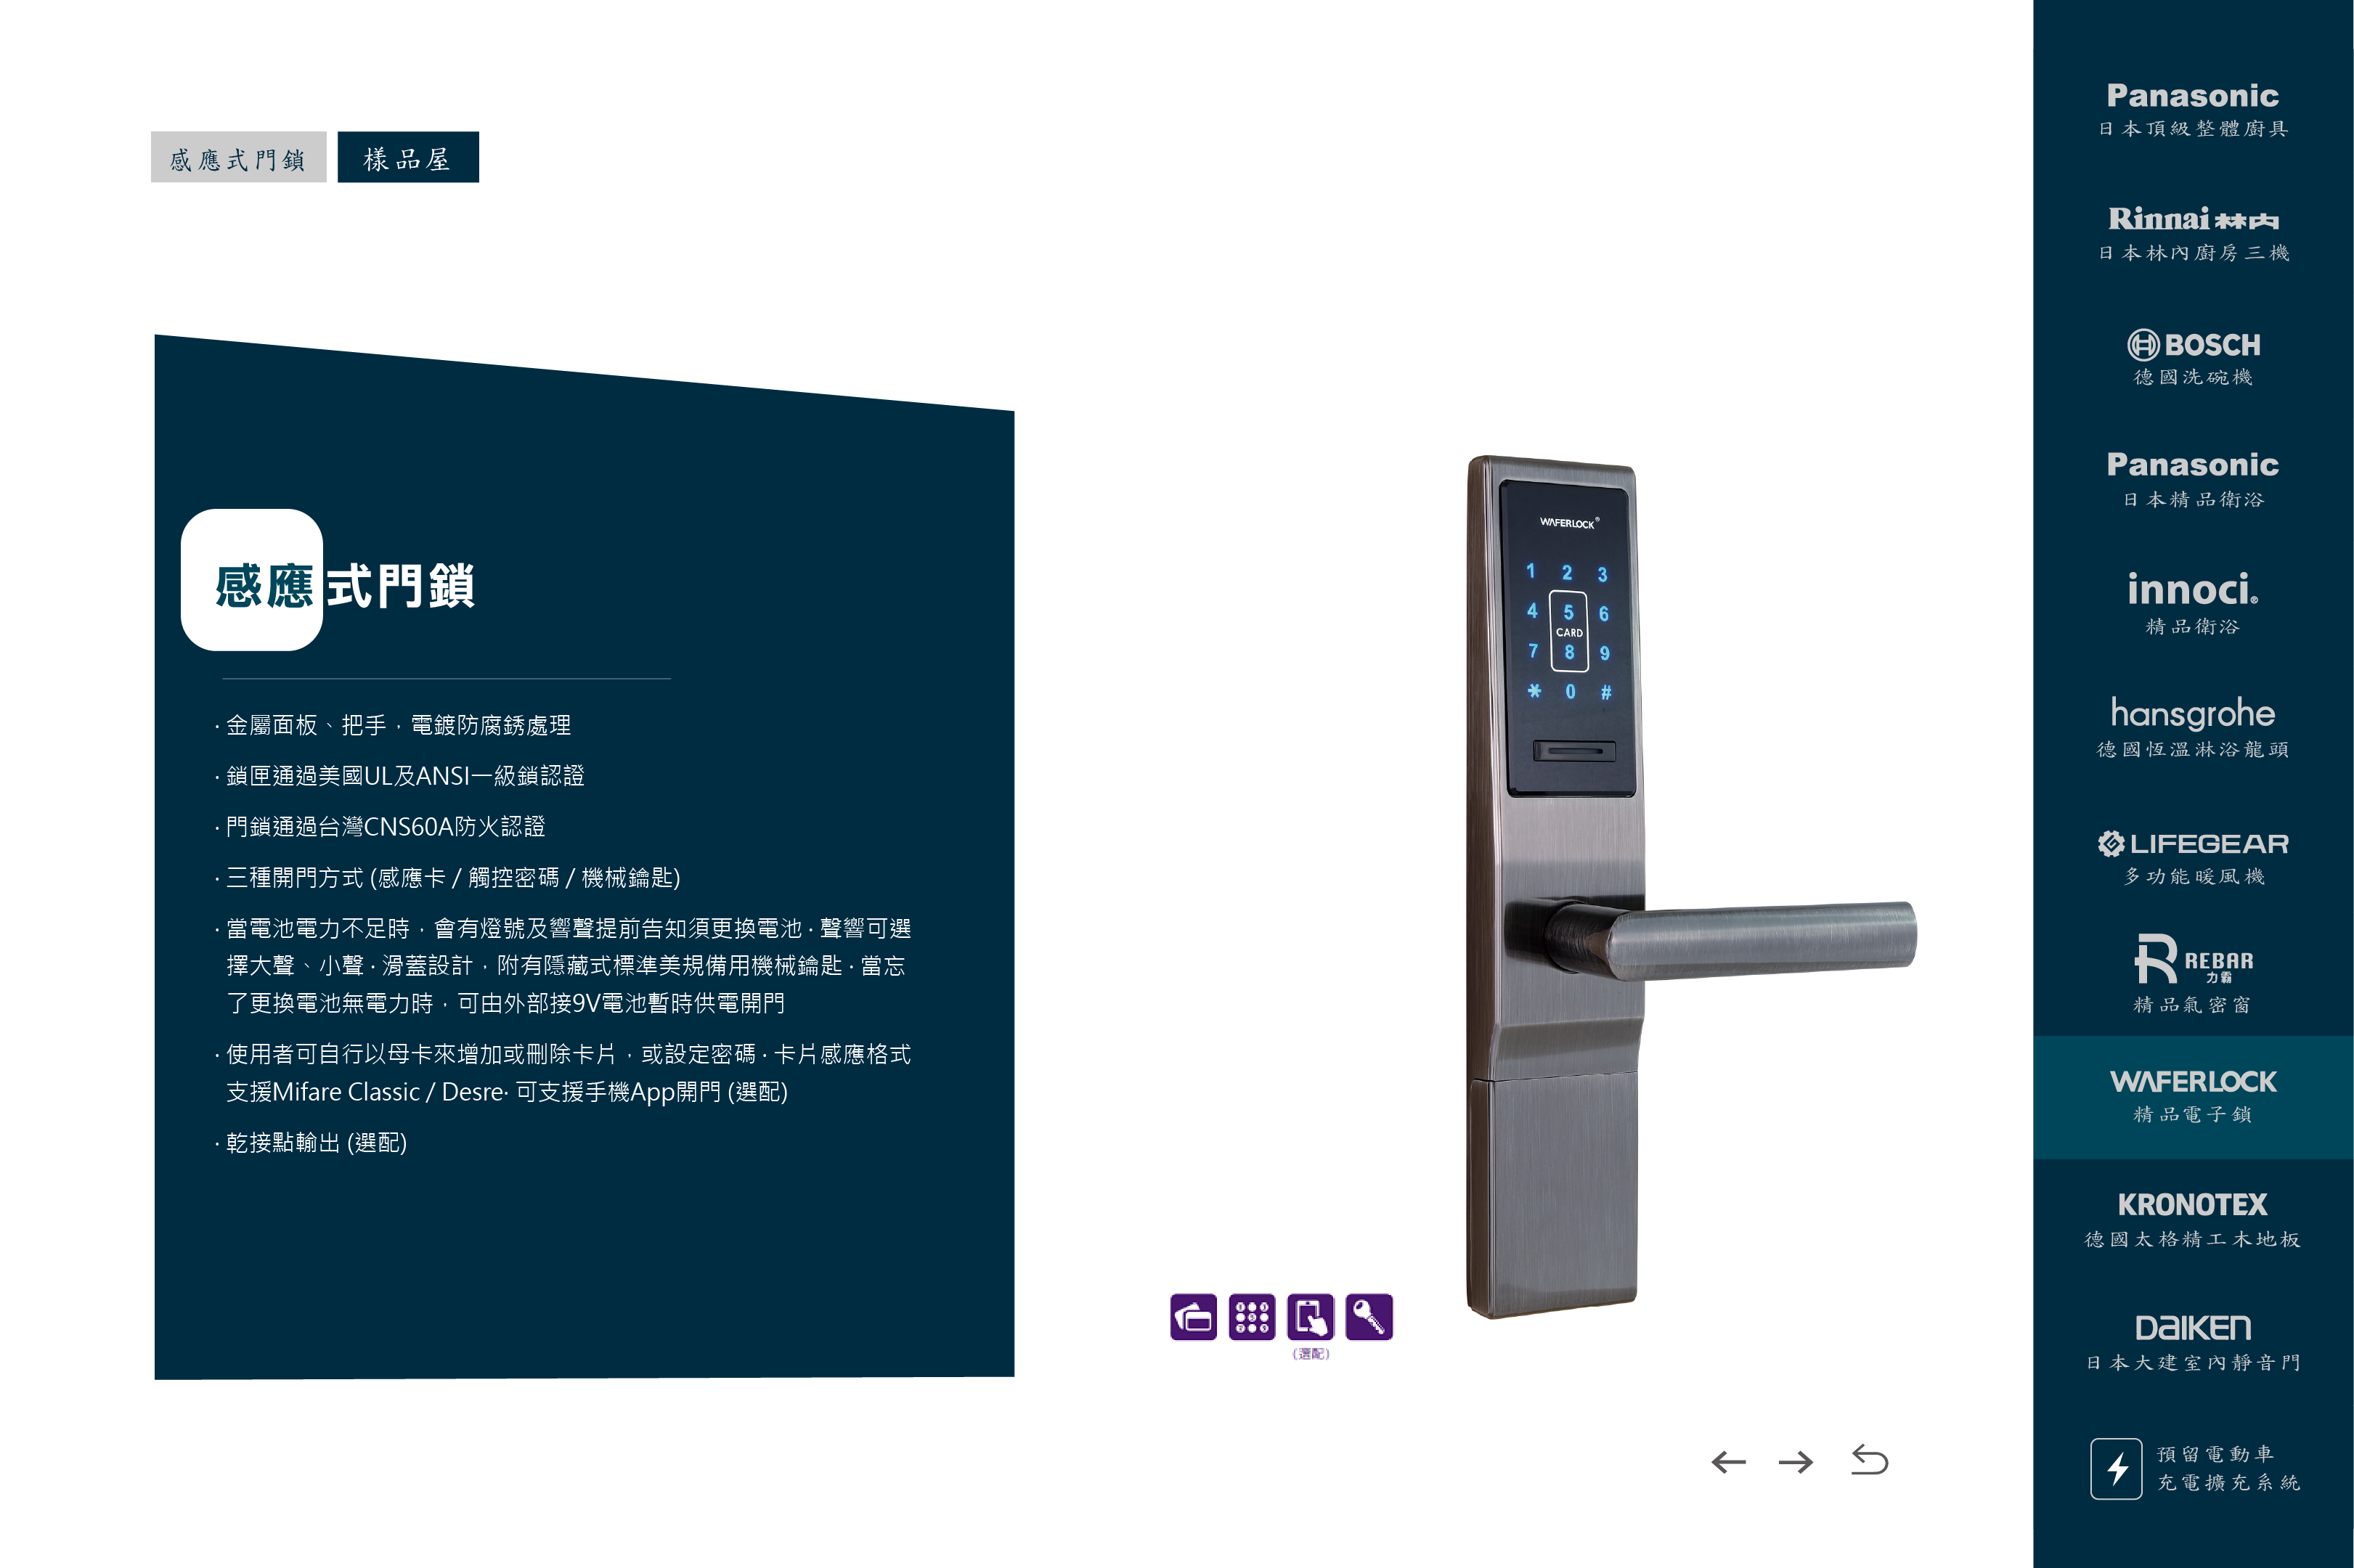 感應式門鎖
樣品屋
感應式門鎖
· 金屬面板、把手，電鍍防腐銹處理
· 鎖匣通過美國UL及ANSI一級鎖認證
· 門鎖通過台灣CNS60A防火認證
· 三種開門方式 (感應卡 / 觸控密碼 / 機械鑰匙)
· 當電池電力不足時，會有燈號及響聲提前告知須更換電池 · 聲響可選
擇大聲、小聲 · 滑蓋設計，附有隱藏式標準美規備用機械鑰匙 · 當忘
了更換電池無電力時，可由外部接9V電池暫時供電開門
· 使用者可自行以母卡來增加或刪除卡片，或設定密碼 · 卡片感應格式
支援Mifare Classic / Desre· 可支援手機App開門 (選配)
· 乾接點輸出 (選配)
WAFERLOCK®
1 2 3
4 5 6
CARD
7 8 9
* 0 #
(選配)
Panasonic
日本頂級整體廚具
Rinnai 林内
日本林內廚房三機
BOSCH
德國洗碗機
Panasonic
日本精品衛浴
innoci®
精品衛浴
hansgrohe
德國恆溫淋浴龍頭
LIFEGEAR
多功能暖風機
REBAR
力霸
精品氣密窗
WAFERLOCK
精品電子鎖
KRONOTEX
德國太格精工木地板
DAIKEN
日本大建室內靜音門
預留電動車
充電擴充系統